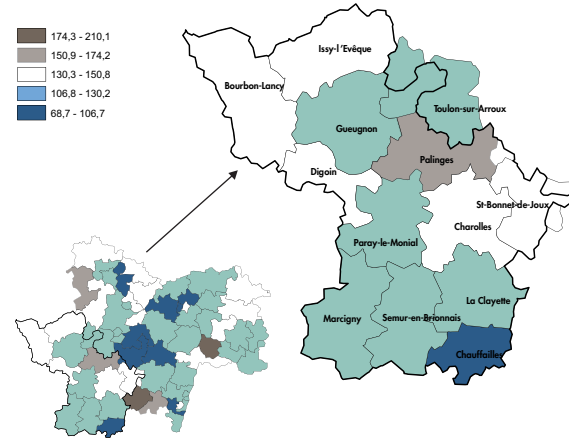 174,3 - 210,1
150,9 - 174,2
130,3 - 150,8
106,8 - 130,2
68,7 - 106,7
Issy-l'Evêque
Bourbon-Lancy
Toulon-sur-Arroux
Gueugnon
Palinges
Digoin
St-Bonnet-de-Joux
Charolles
Paray-le-Monial
La Clayette
Marcigny
Semur-en-Brionnais
Chauffailles